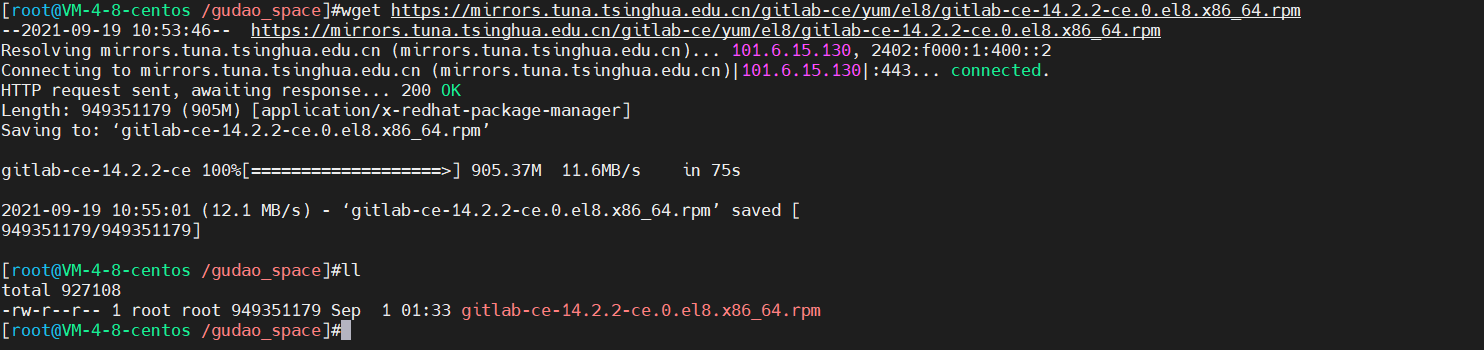 [root@VM-4-8-centos /gudao_space]#wget https://mirrors.tuna.tsinghua.edu.cn/gitlab-ce/yum/el8/gitlab-ce-14.2.2-ce.0.el8.x86_64.rpm
--2021-09-19 10:53:46--  https://mirrors.tuna.tsinghua.edu.cn/gitlab-ce/yum/el8/gitlab-ce-14.2.2-ce.0.el8.x86_64.rpm
Resolving mirrors.tuna.tsinghua.edu.cn (mirrors.tuna.tsinghua.edu.cn)... 101.6.15.130, 2402:f000:1:400::2
Connecting to mirrors.tuna.tsinghua.edu.cn (mirrors.tuna.tsinghua.edu.cn)|101.6.15.130|:443... connected.
HTTP request sent, awaiting response... 200 OK
Length: 949351179 (905M) [application/x-redhat-package-manager]
Saving to: ‘gitlab-ce-14.2.2-ce.0.el8.x86_64.rpm’
gitlab-ce-14.2.2-ce 100%[===================>] 905.37M  11.6MB/s    in 75s
2021-09-19 10:55:01 (12.1 MB/s) - ‘gitlab-ce-14.2.2-ce.0.el8.x86_64.rpm’ saved [
949351179/949351179]
[root@VM-4-8-centos /gudao_space]#ll
total 927108
-rw-r--r-- 1 root root 949351179 Sep  1 01:33 gitlab-ce-14.2.2-ce.0.el8.x86_64.rpm
[root@VM-4-8-centos /gudao_space]#